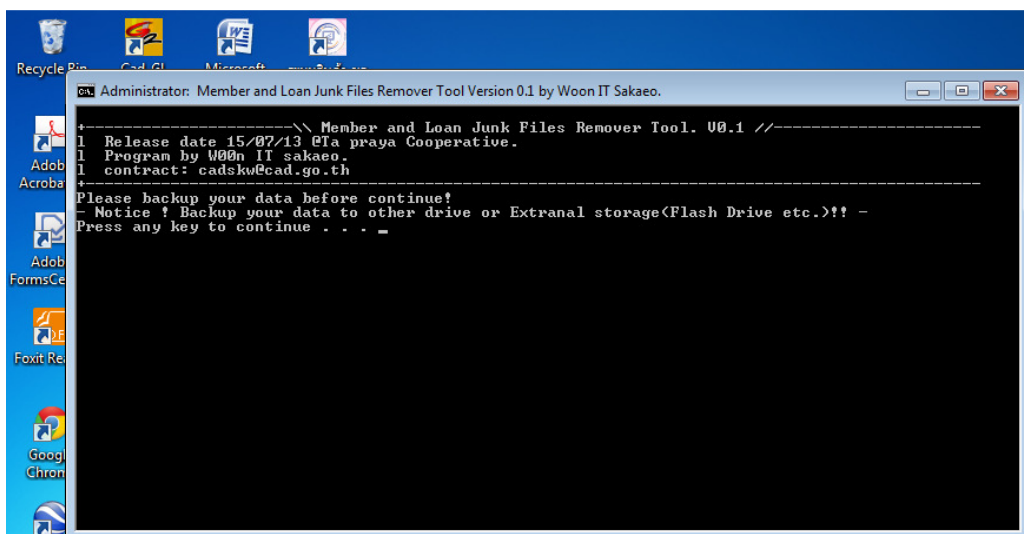 Recycle Bin
Cad_GL
Microsoft
Administrator: Member and Loan Junk Files Remover Tool Version 0.1 by Woon IT Sakaeo.
+-----------------------\\ Member and Loan Junk Files Remover Tool. V0.1 //-----------------------
l Release date 15/07/13 @Ta praya Cooperative.
l Program by W00n IT sakaeo.
l contract: cadskw@cad.go.th
+--------------------------------------------------------------------------------------------------
Please backup your data before continue!
- Notice ! Backup your data to other drive or Extranal storage(Flash Drive etc.)!! -
Press any key to continue . . . _
Adob
Acroba
Adob
FormsCe
Foxit Re
Googl
Chron